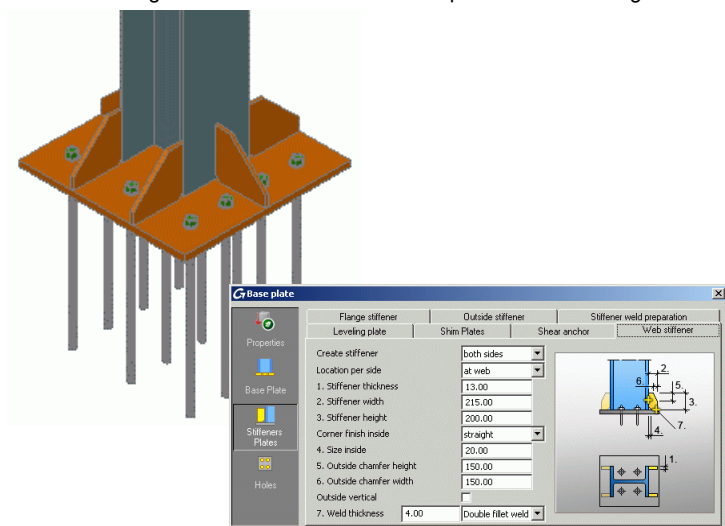 Base plate
Flange stiffener Outside stiffener Stiffener weld preparation
Leveling plate Shim Plates Shear anchor Web stiffener
Properties
Base Plate
Stiffeners
Plates
Holes
Create stiffener both sides
Location per side at web
1. Stiffener thickness 13.00
2. Stiffener width 215.00
3. Stiffener height 200.00
Corner finish inside straight
4. Size inside 20.00
5. Outside chamfer height 150.00
6. Outside chamfer width 150.00
Outside vertical
7. Weld thickness 4.00 Double fillet weld
2.
6.
5.
3.
4.
7.
1.